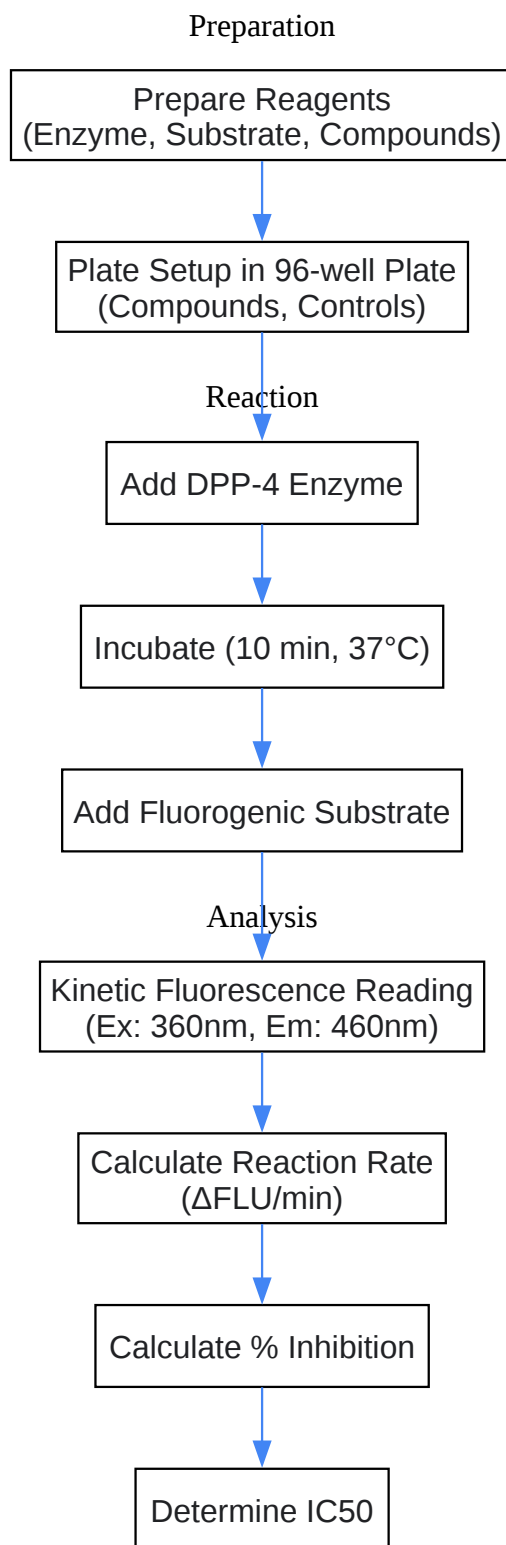 Preparation
Prepare Reagents
(Enzyme, Substrate, Compounds)
Plate Setup in 96-well Plate
(Compounds, Controls)
Reaction
Add DPP-4 Enzyme
Incubate (10 min, 37°C)
Add Fluorogenic Substrate
Analysis
Kinetic Fluorescence Reading
(Ex: 360nm, Em: 460nm)
Calculate Reaction Rate
(ΔFLU/min)
Calculate % Inhibition
Determine IC50